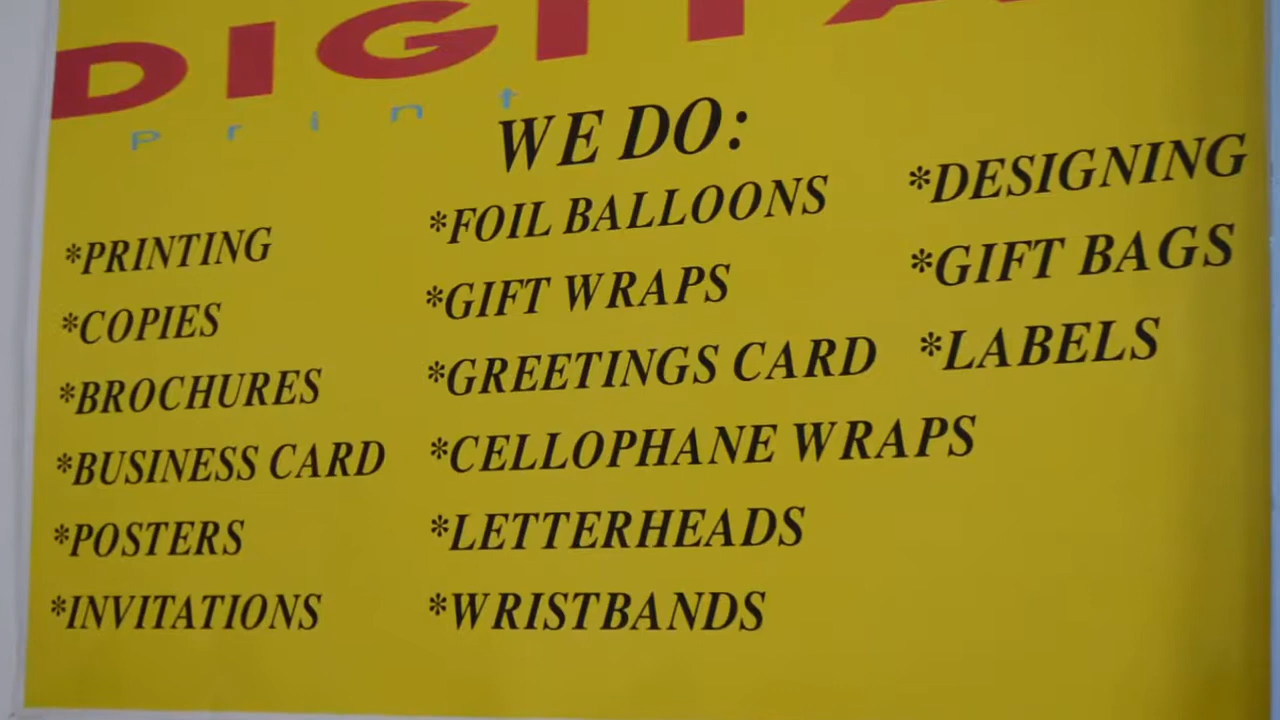 DIGITA
print
WE DO:
*PRINTING
*COPIES
*BROCHURES
*BUSINESS CARD
*POSTERS
*INVITATIONS
*FOIL BALLOONS
*GIFT WRAPS
*GREETINGS CARD
*CELLOPHANE WRAPS
*LETTERHEADS
*WRISTBANDS
*DESIGNING
*GIFT BAGS
*LABELS